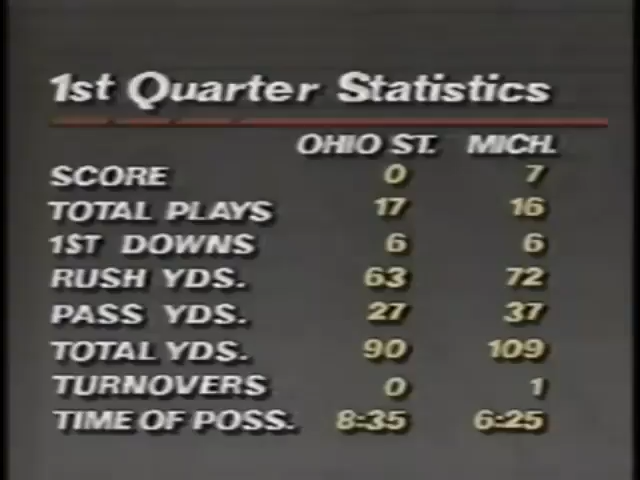 1st Quarter Statistics
OHIO ST. MICH.
SCORE 0 7
TOTAL PLAYS 17 16
1ST DOWNS 6 6
RUSH YDS. 63 72
PASS YDS. 27 37
TOTAL YDS. 90 109
TURNOVERS 0 1
TIME OF POSS. 8:35 6:25